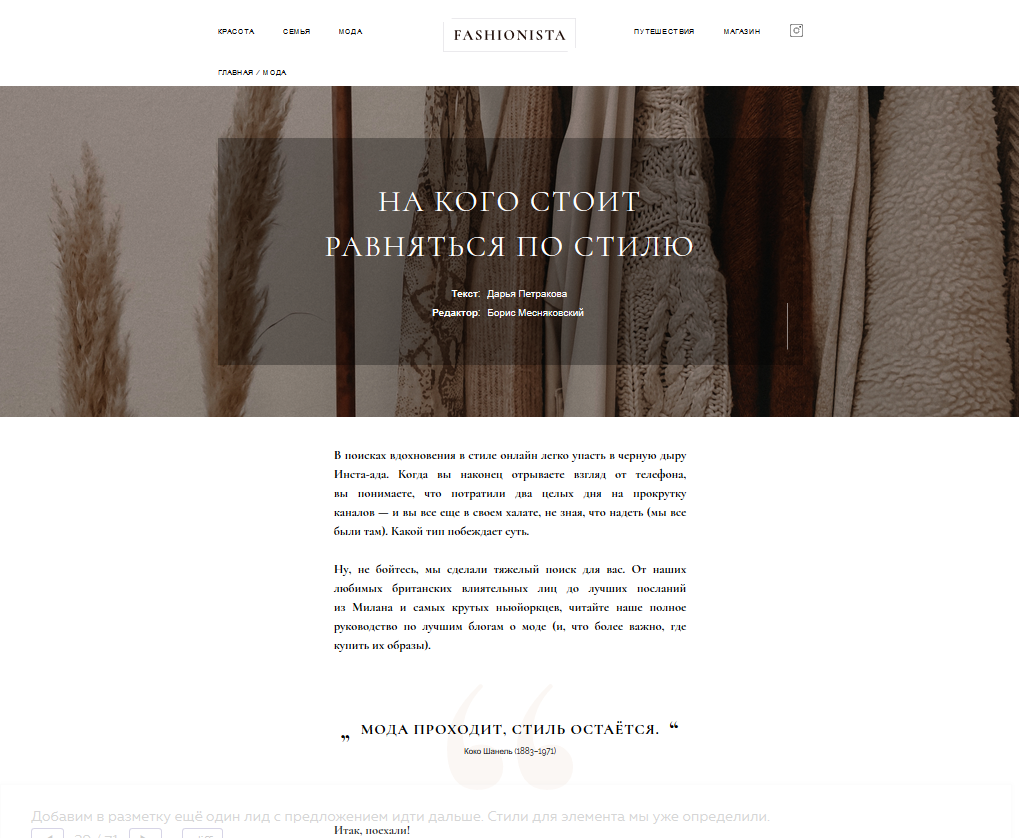 КРАСОТА СЕМЬЯ МОДА FASHIONISTA ПУТЕШЕСТВИЯ МАГАЗИН
ГЛАВНАЯ / МОДА
НА КОГО СТОИТ
РАВНЯТЬСЯ ПО СТИЛЮ
Текст: Дарья Петракова
Редактор: Борис Месняковский
В поисках вдохновения в стиле онлайн легко упасть в черную дыру
Инста-ада. Когда вы наконец отрываете взгляд от телефона,
вы понимаете, что потратили два целых дня на прокрутку
каналов — и вы все еще в своем халате, не зная, что надеть (мы все
были там). Какой тип побеждает суть.
Ну, не бойтесь, мы сделали тяжелый поиск для вас. От наших
любимых британских влиятельных лиц до лучших посланий
из Милана и самых крутых ньюйоркцев, читайте наше полное
руководство по лучшим блогам о моде (и, что более важно, где
купить их образы).
„ МОДА ПРОХОДИТ, СТИЛЬ ОСТАЁТСЯ. “
Коко Шанель (1883–1971)
Добавим в разметку ещё один лид с предложением идти дальше. Стили для элемента мы уже определили.
Итак, поехали!